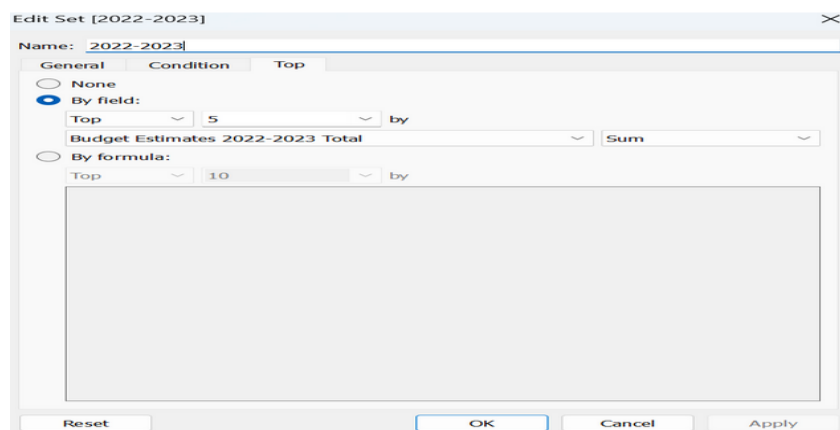 Edit Set [2022-2023]
Name: 2022-2023
General Condition Top
None
By field:
Top 5 by
Budget Estimates 2022-2023 Total Sum
By formula:
Top 10 by
Reset OK Cancel Apply